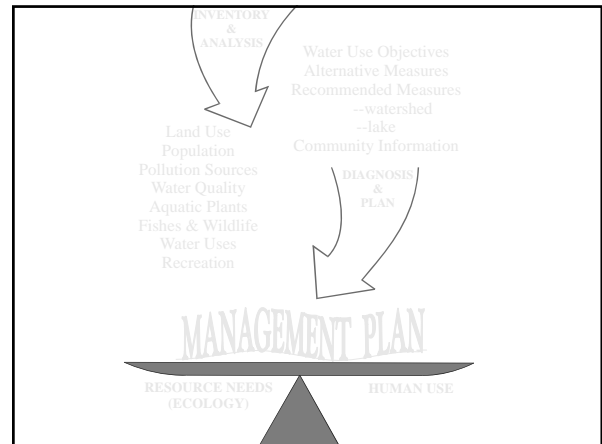 INVENTORY
&
ANALYSIS
Water Use Objectives
Alternative Measures
Recommended Measures
--watershed
--lake
Community Information
Land Use
Population
Pollution Sources
Water Quality
Aquatic Plants
Fishes & Wildlife
Water Uses
Recreation
DIAGNOSIS
&
PLAN
MANAGEMENT PLAN
RESOURCE NEEDS
(ECOLOGY)
HUMAN USE